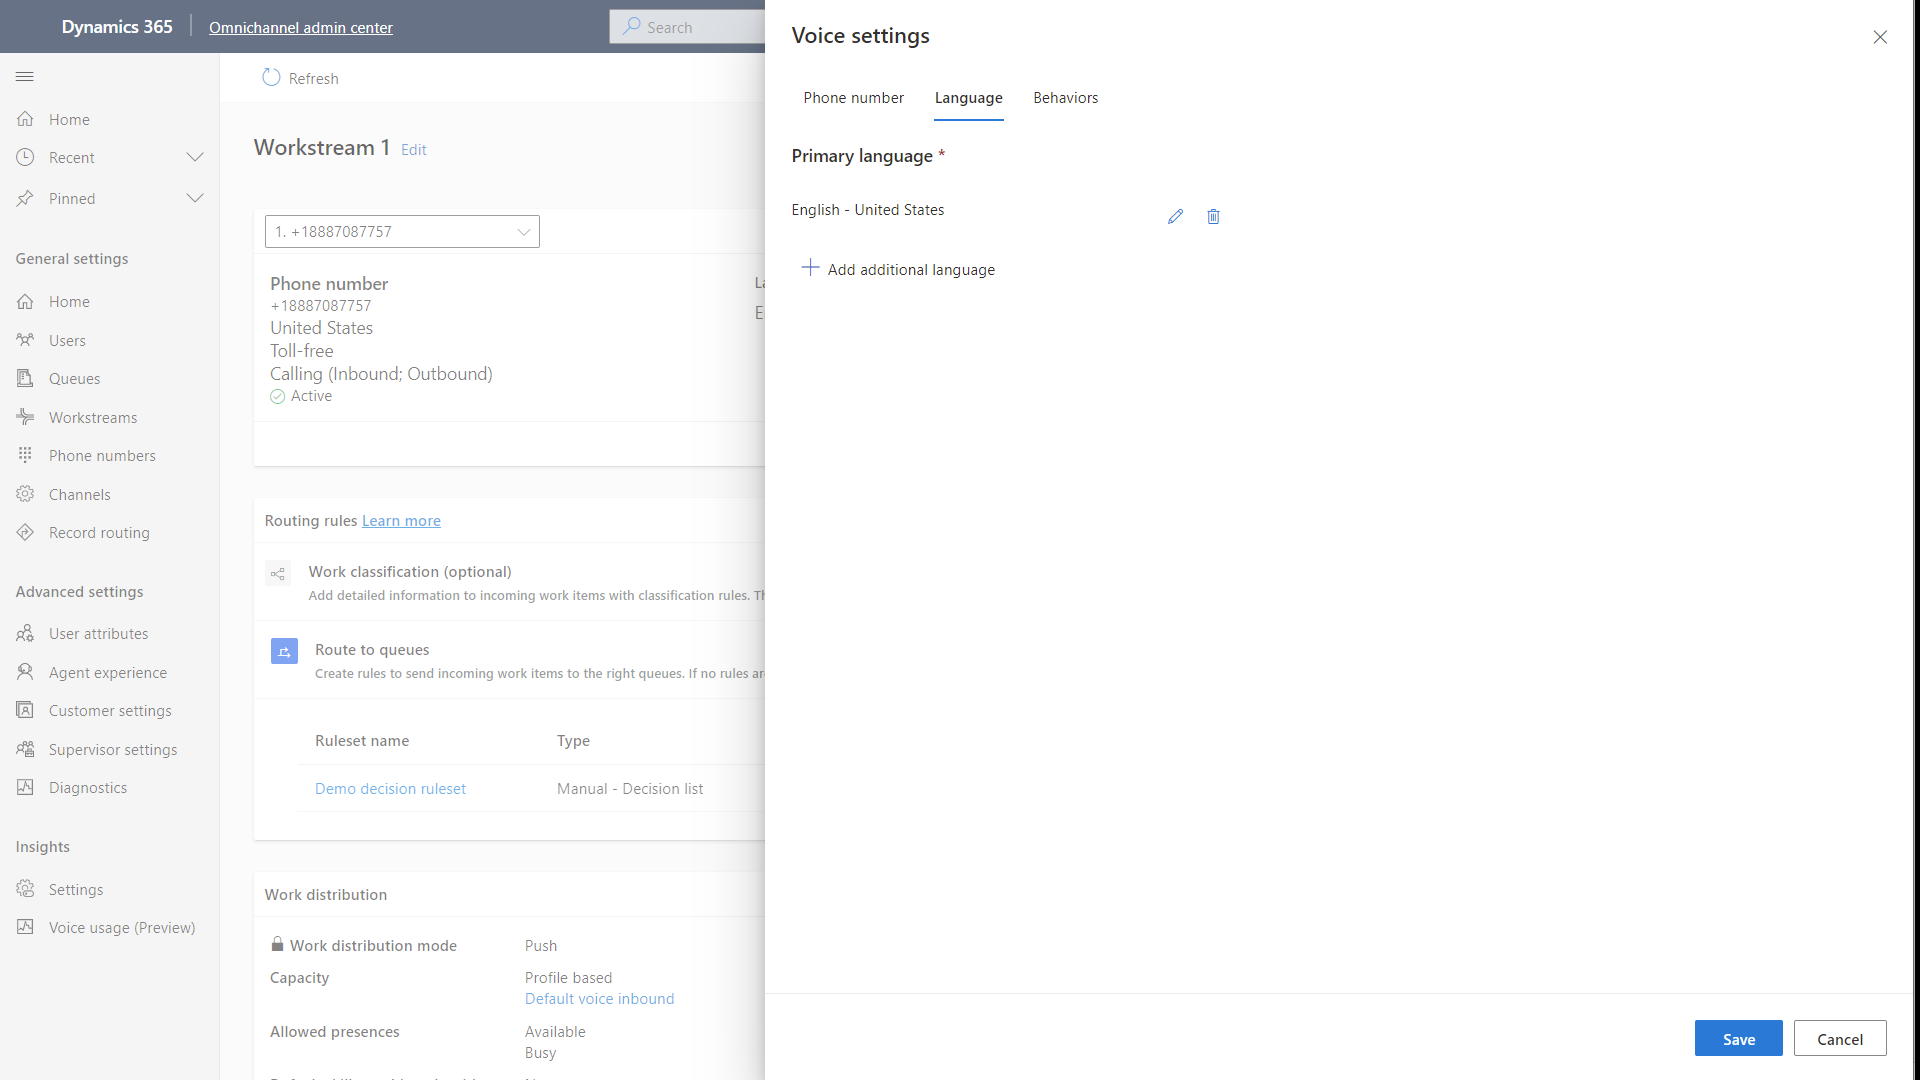 Dynamics 365
Omnichannel admin center
Search
Refresh
Home
Recent
Pinned
General settings
Home
Users
Queues
Workstreams
Phone numbers
Channels
Record routing
Advanced settings
User attributes
Agent experience
Customer settings
Supervisor settings
Diagnostics
Insights
Settings
Voice usage (Preview)
Workstream 1 Edit
1. +18887087757
Phone number
+18887087757
United States
Toll-free
Calling (Inbound; Outbound)
Active
Routing rules Learn more
Work classification (optional)
Add detailed information to incoming work items with classification rules.
Route to queues
Create rules to send incoming work items to the right queues. If no rules
Ruleset name Type
Demo decision ruleset Manual - Decision list
Work distribution
Work distribution mode Push
Capacity Profile based
Default voice inbound
Allowed presences Available
Busy
Voice settings
Phone number Language Behaviors
Primary language *
English - United States
Add additional language
Save Cancel